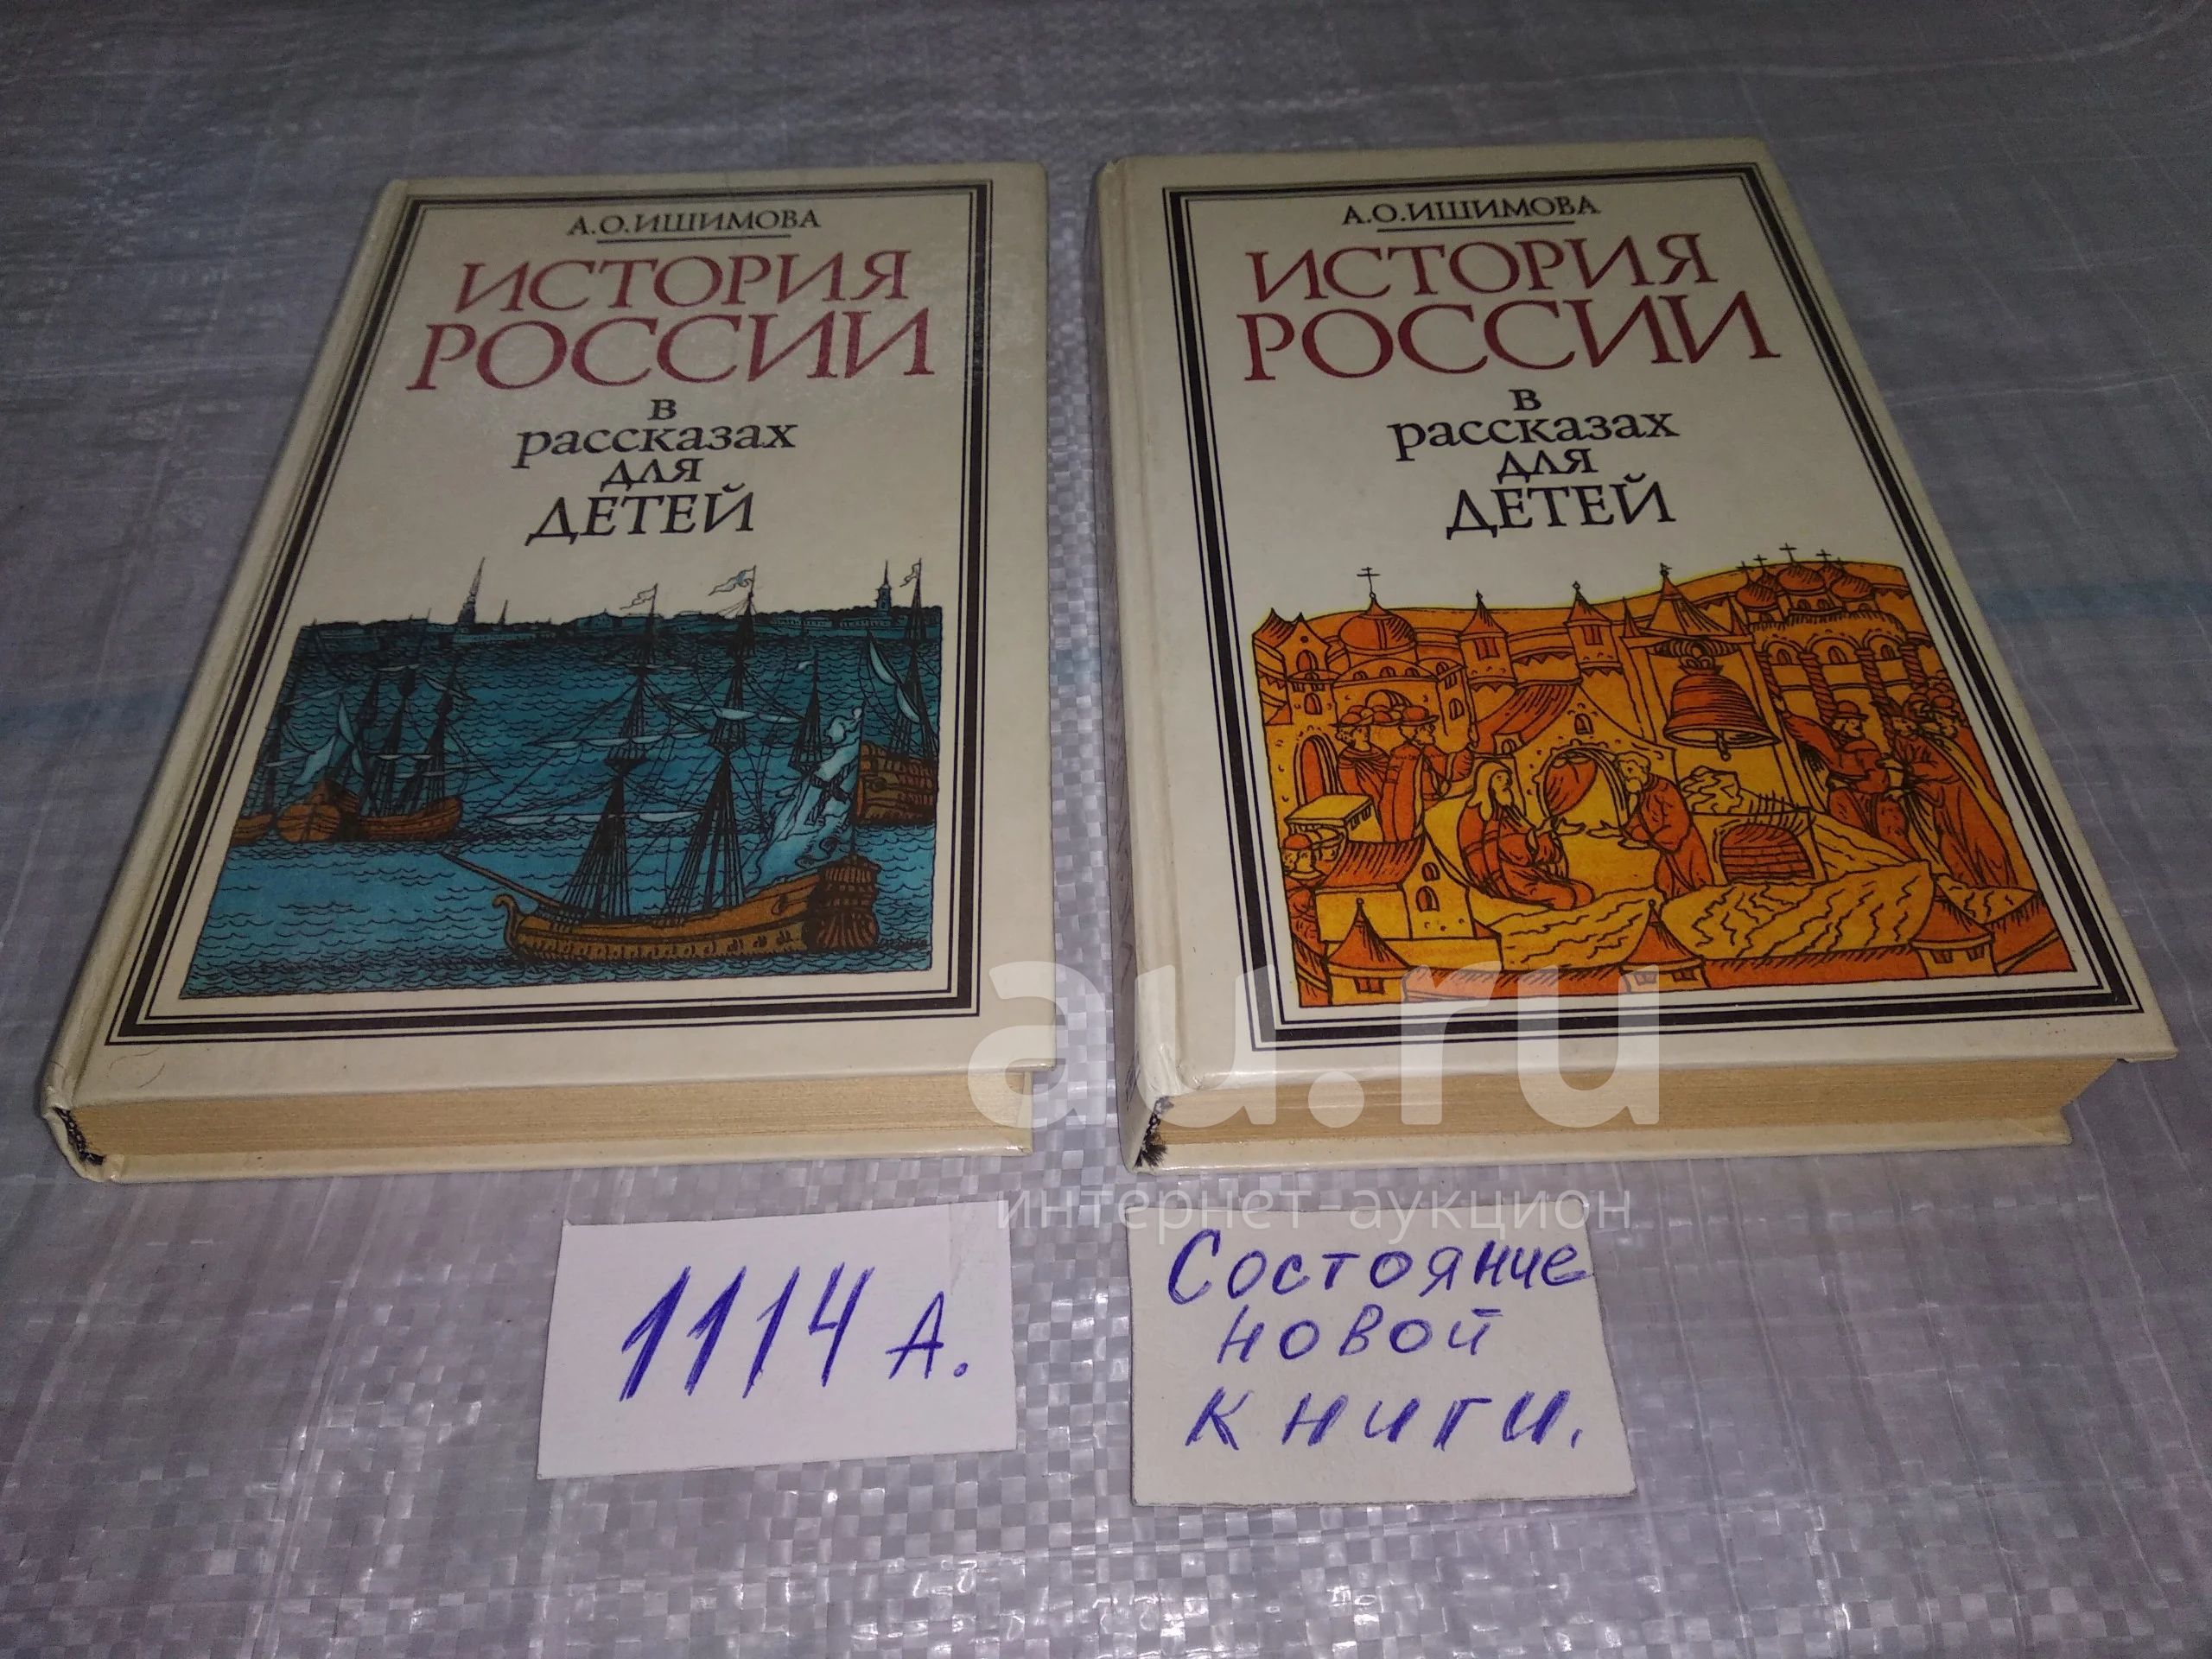 А.О.ИШИМОВА
ИСТОРИЯ
РОССИИ
в
рассказах
для
ДЕТЕЙ
А.О.ИШИМОВА
ИСТОРИЯ
РОССИИ
в
рассказах
для
ДЕТЕЙ
au.ru
интернет-аукцион
1114 А.
Состояние
новой
книги.